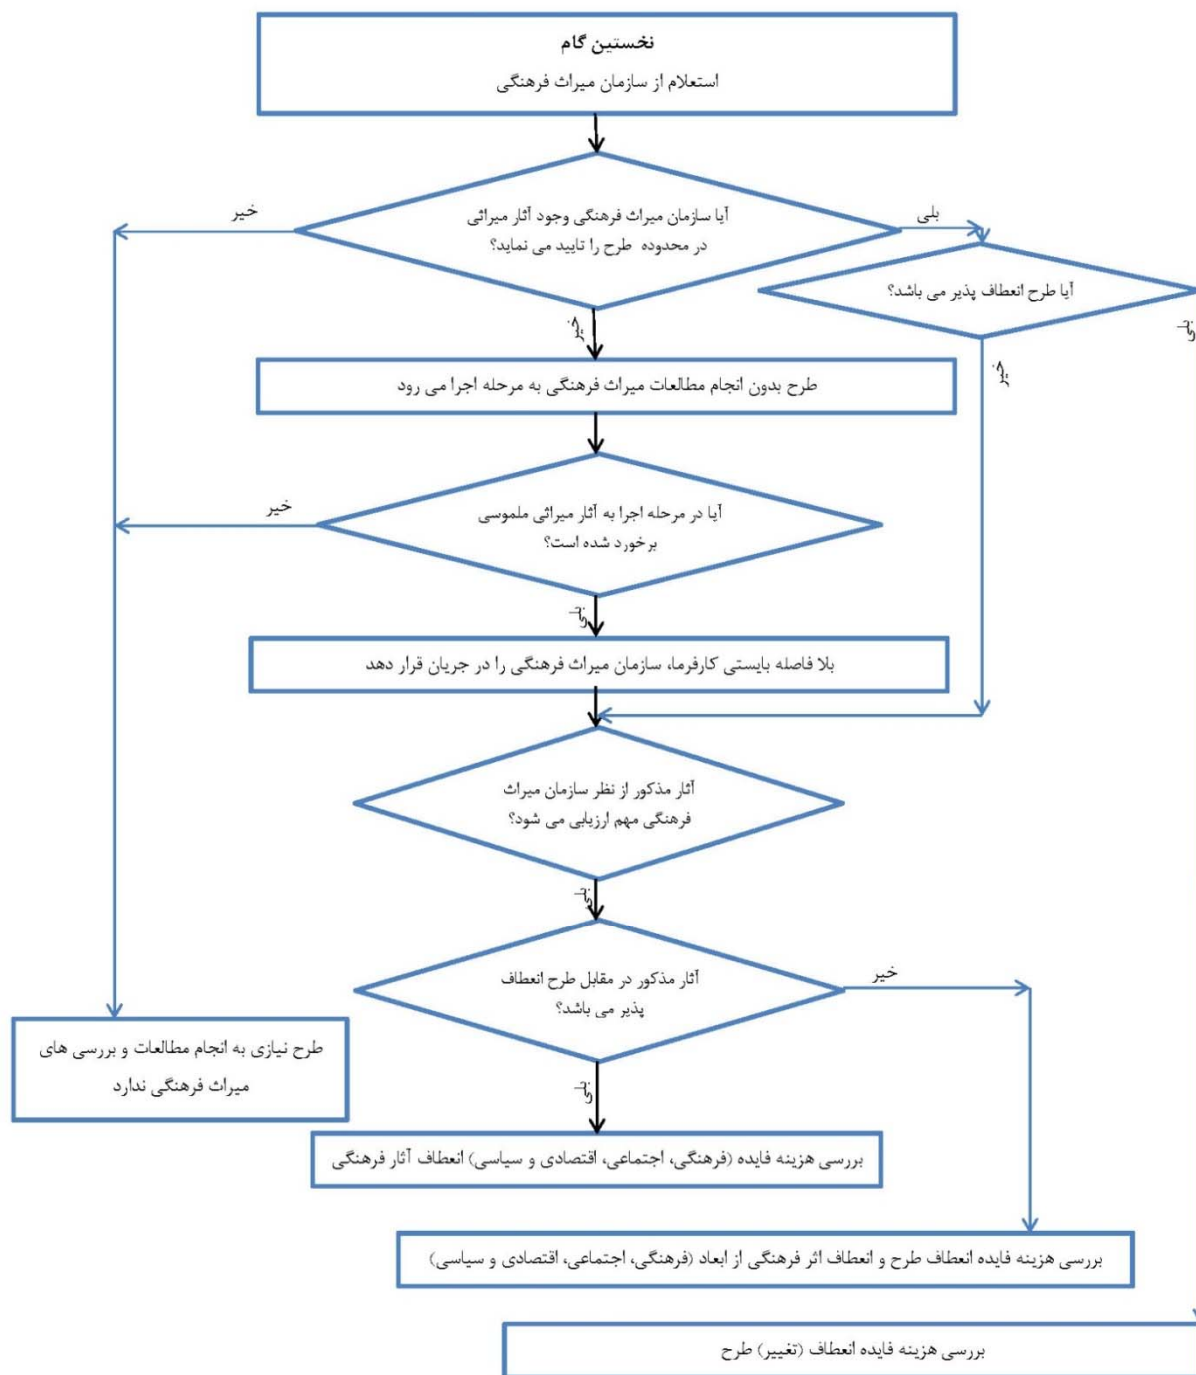 نخستین گام
استعلام از سازمان میراث فرهنگی
آیا سازمان میراث فرهنگی وجود آثار میراثی
در محدوده طرح را تایید می نماید؟
خیر
بلی
آیا طرح انعطاف پذیر می باشد؟
بلی
خیر
خیر
طرح بدون انجام مطالعات میراث فرهنگی به مرحله اجرا می رود
آیا در مرحله اجرا به آثار میراثی ملموسی
برخورد شده است؟
خیر
بلی
بلا فاصله بایستی کارفرما، سازمان میراث فرهنگی را در جریان قرار دهد
آثار مذکور از نظر سازمان میراث
فرهنگی مهم ارزیابی می شود؟
بلی
آثار مذکور در مقابل طرح انعطاف
پذیر می باشد؟
خیر
بلی
طرح نیازی به انجام مطالعات و بررسی های
میراث فرهنگی ندارد
بررسی هزینه فایده (فرهنگی، اجتماعی، اقتصادی و سیاسی) انعطاف آثار فرهنگی
بررسی هزینه فایده انعطاف طرح و انعطاف اثر فرهنگی از ابعاد (فرهنگی، اجتماعی، اقتصادی و سیاسی)
بررسی هزینه فایده انعطاف (تغییر) طرح